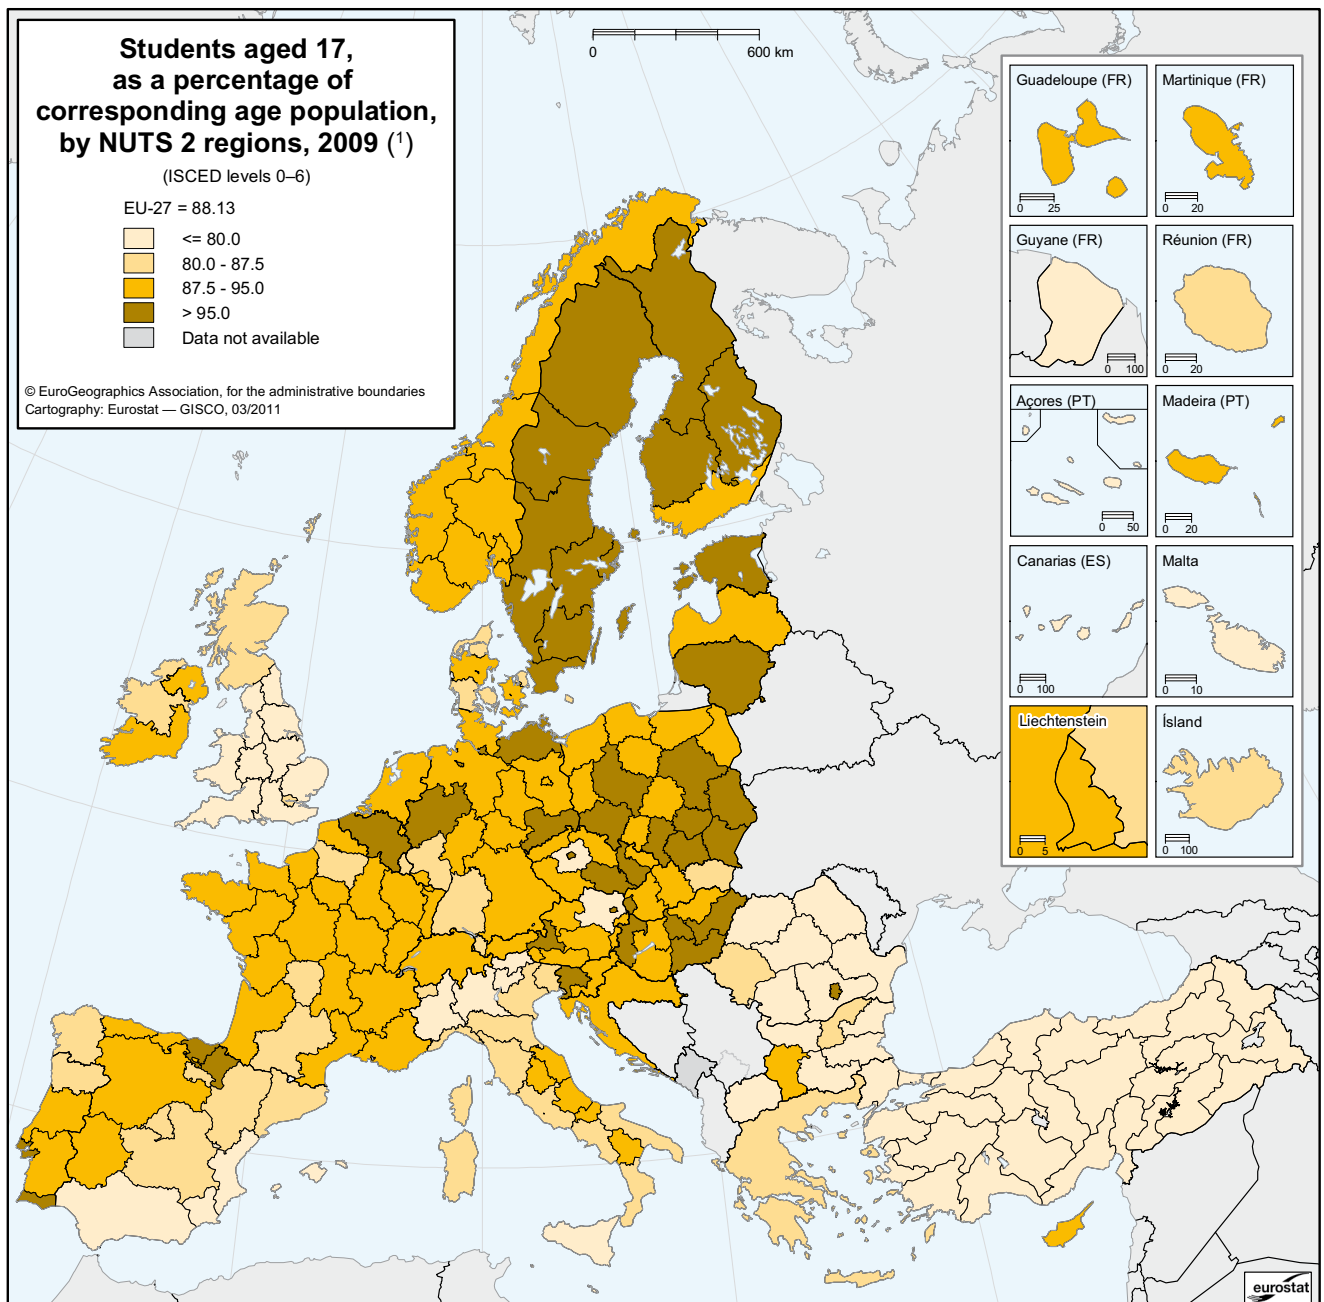 Students aged 17,
as a percentage of
corresponding age population,
by NUTS 2 regions, 2009 (¹)
(ISCED levels 0–6)
EU-27 = 88.13
<= 80.0
80.0 - 87.5
87.5 - 95.0
> 95.0
Data not available
© EuroGeographics Association, for the administrative boundaries
Cartography: Eurostat — GISCO, 03/2011
0 600 km
Guadeloupe (FR)
0 25
Martinique (FR)
0 20
Guyane (FR)
0 100
Réunion (FR)
0 20
Açores (PT)
0 50
Madeira (PT)
0 20
Canarias (ES)
0 100
Malta
0 10
Liechtenstein
0 5
Ísland
0 100
eurostat